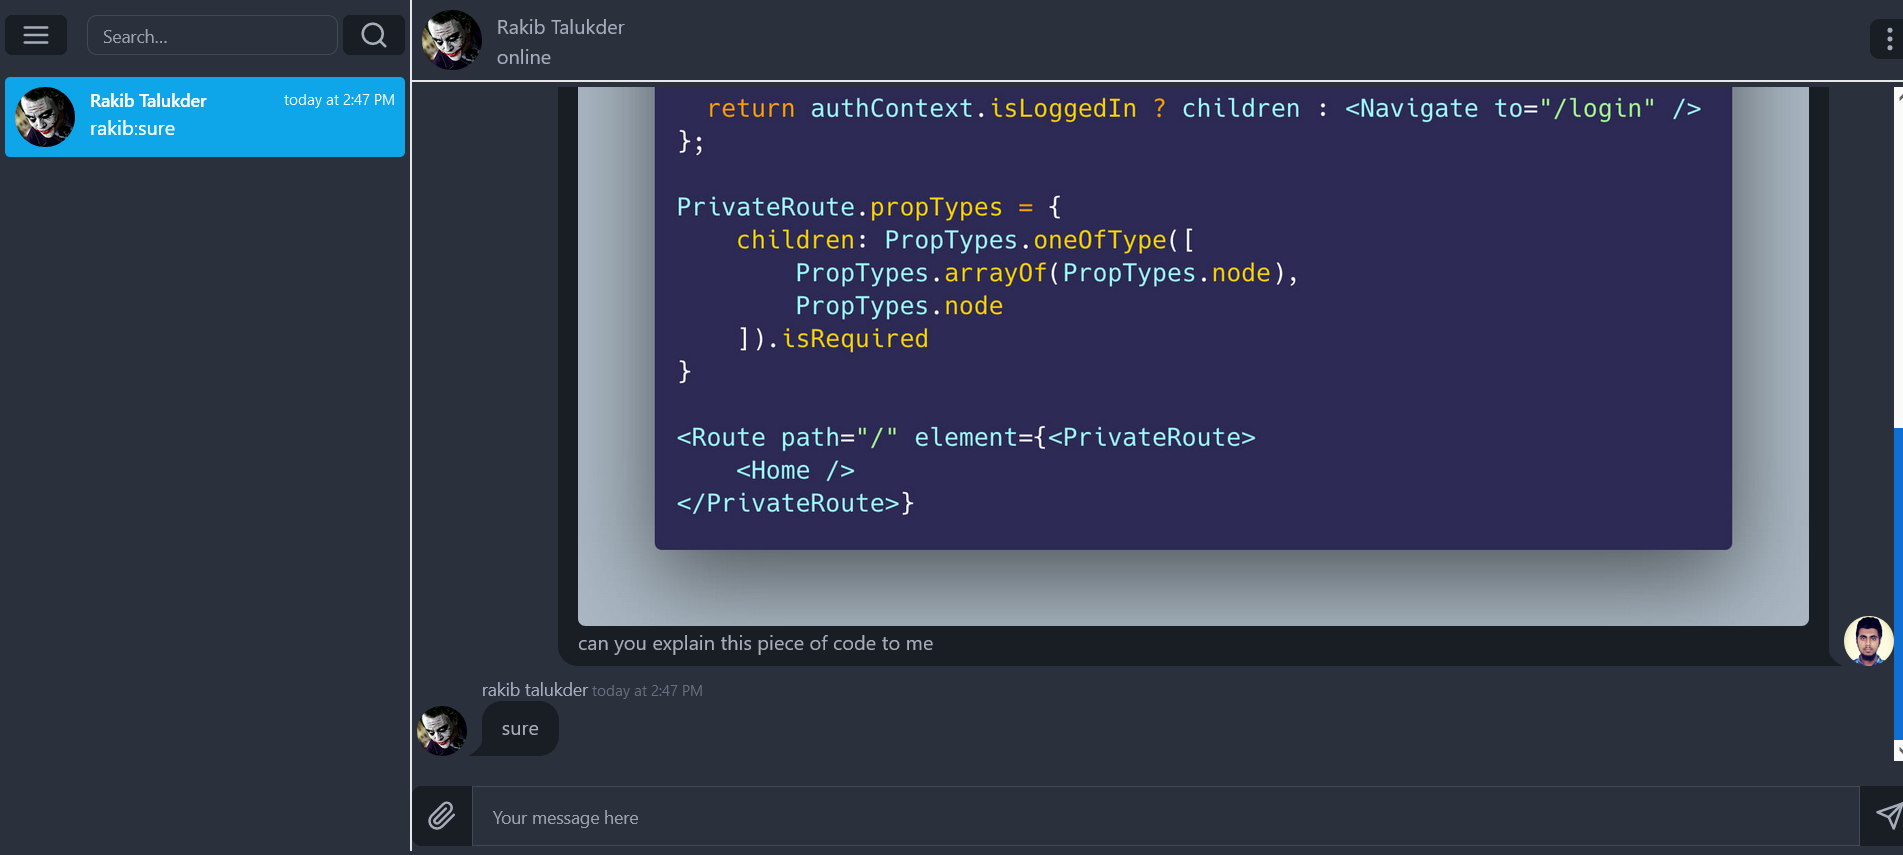 Search...
Rakib Talukder
today at 2:47 PM
rakib:sure
Rakib Talukder
online
return authContext.isLoggedIn ? children : <Navigate to="/login" />
};
PrivateRoute.propTypes = {
children: PropTypes.oneOfType([
PropTypes.arrayOf(PropTypes.node),
PropTypes.node
]).isRequired
}
<Route path="/" element={<PrivateRoute>
<Home />
</PrivateRoute>}
can you explain this piece of code to me
rakib talukder today at 2:47 PM
sure
Your message here